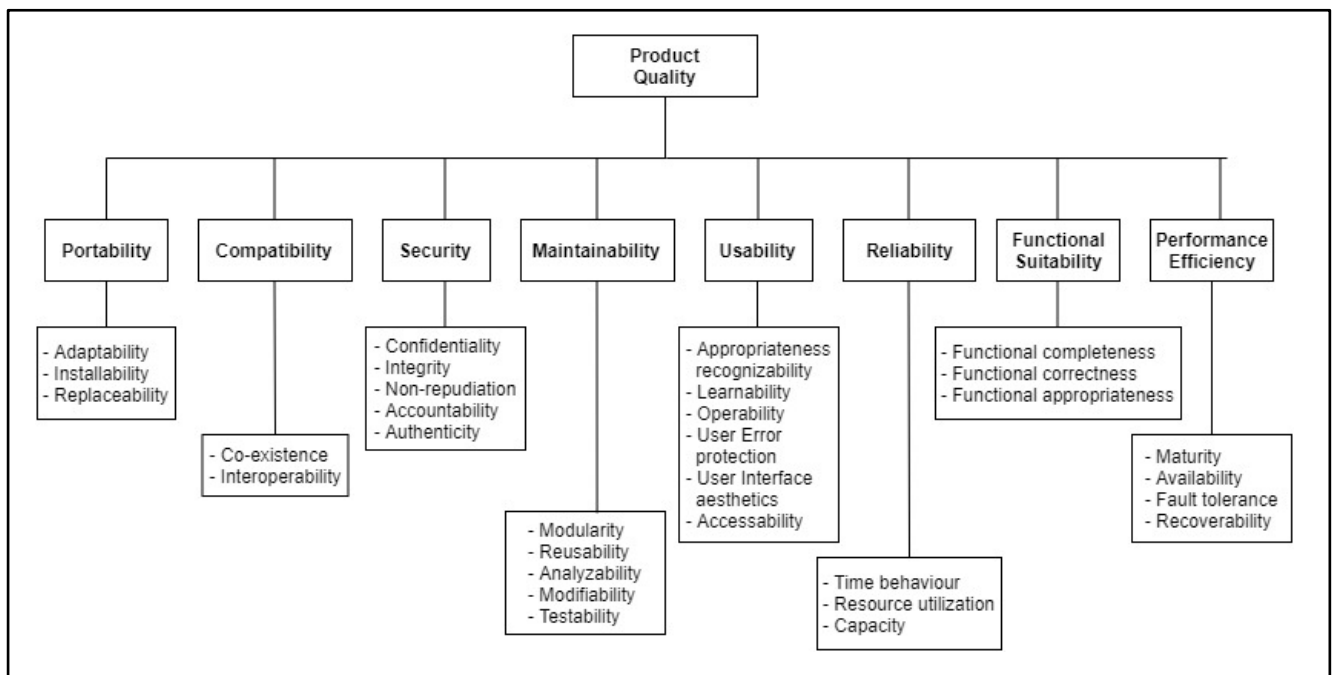 Product
Quality
Portability
Compatibility
Security
Maintainability
Usability
Reliability
Functional
Suitability
Performance
Efficiency
- Adaptability
- Installability
- Replaceability
- Co-existence
- Interoperability
- Confidentiality
- Integrity
- Non-repudiation
- Accountability
- Authenticity
- Modularity
- Reusability
- Analyzability
- Modifiability
- Testability
- Appropriateness
recognizability
- Learnability
- Operability
- User Error
protection
- User Interface
aesthetics
- Accessability
- Time behaviour
- Resource utilization
- Capacity
- Functional completeness
- Functional correctness
- Functional appropriateness
- Maturity
- Availability
- Fault tolerance
- Recoverability